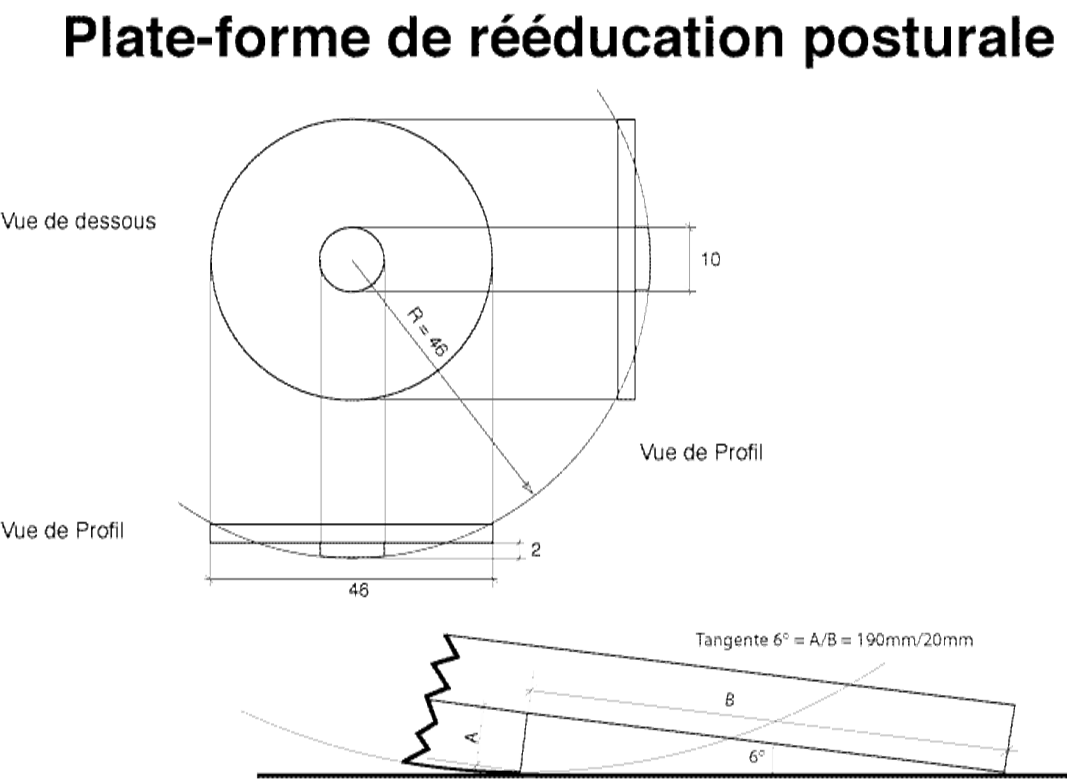 Plate-forme de rééducation posturale
Vue de dessous
10
R = 46
Vue de Profil
Vue de Profil
2
46
Tangente 6° = A/B = 190mm/20mm
B
A
6°